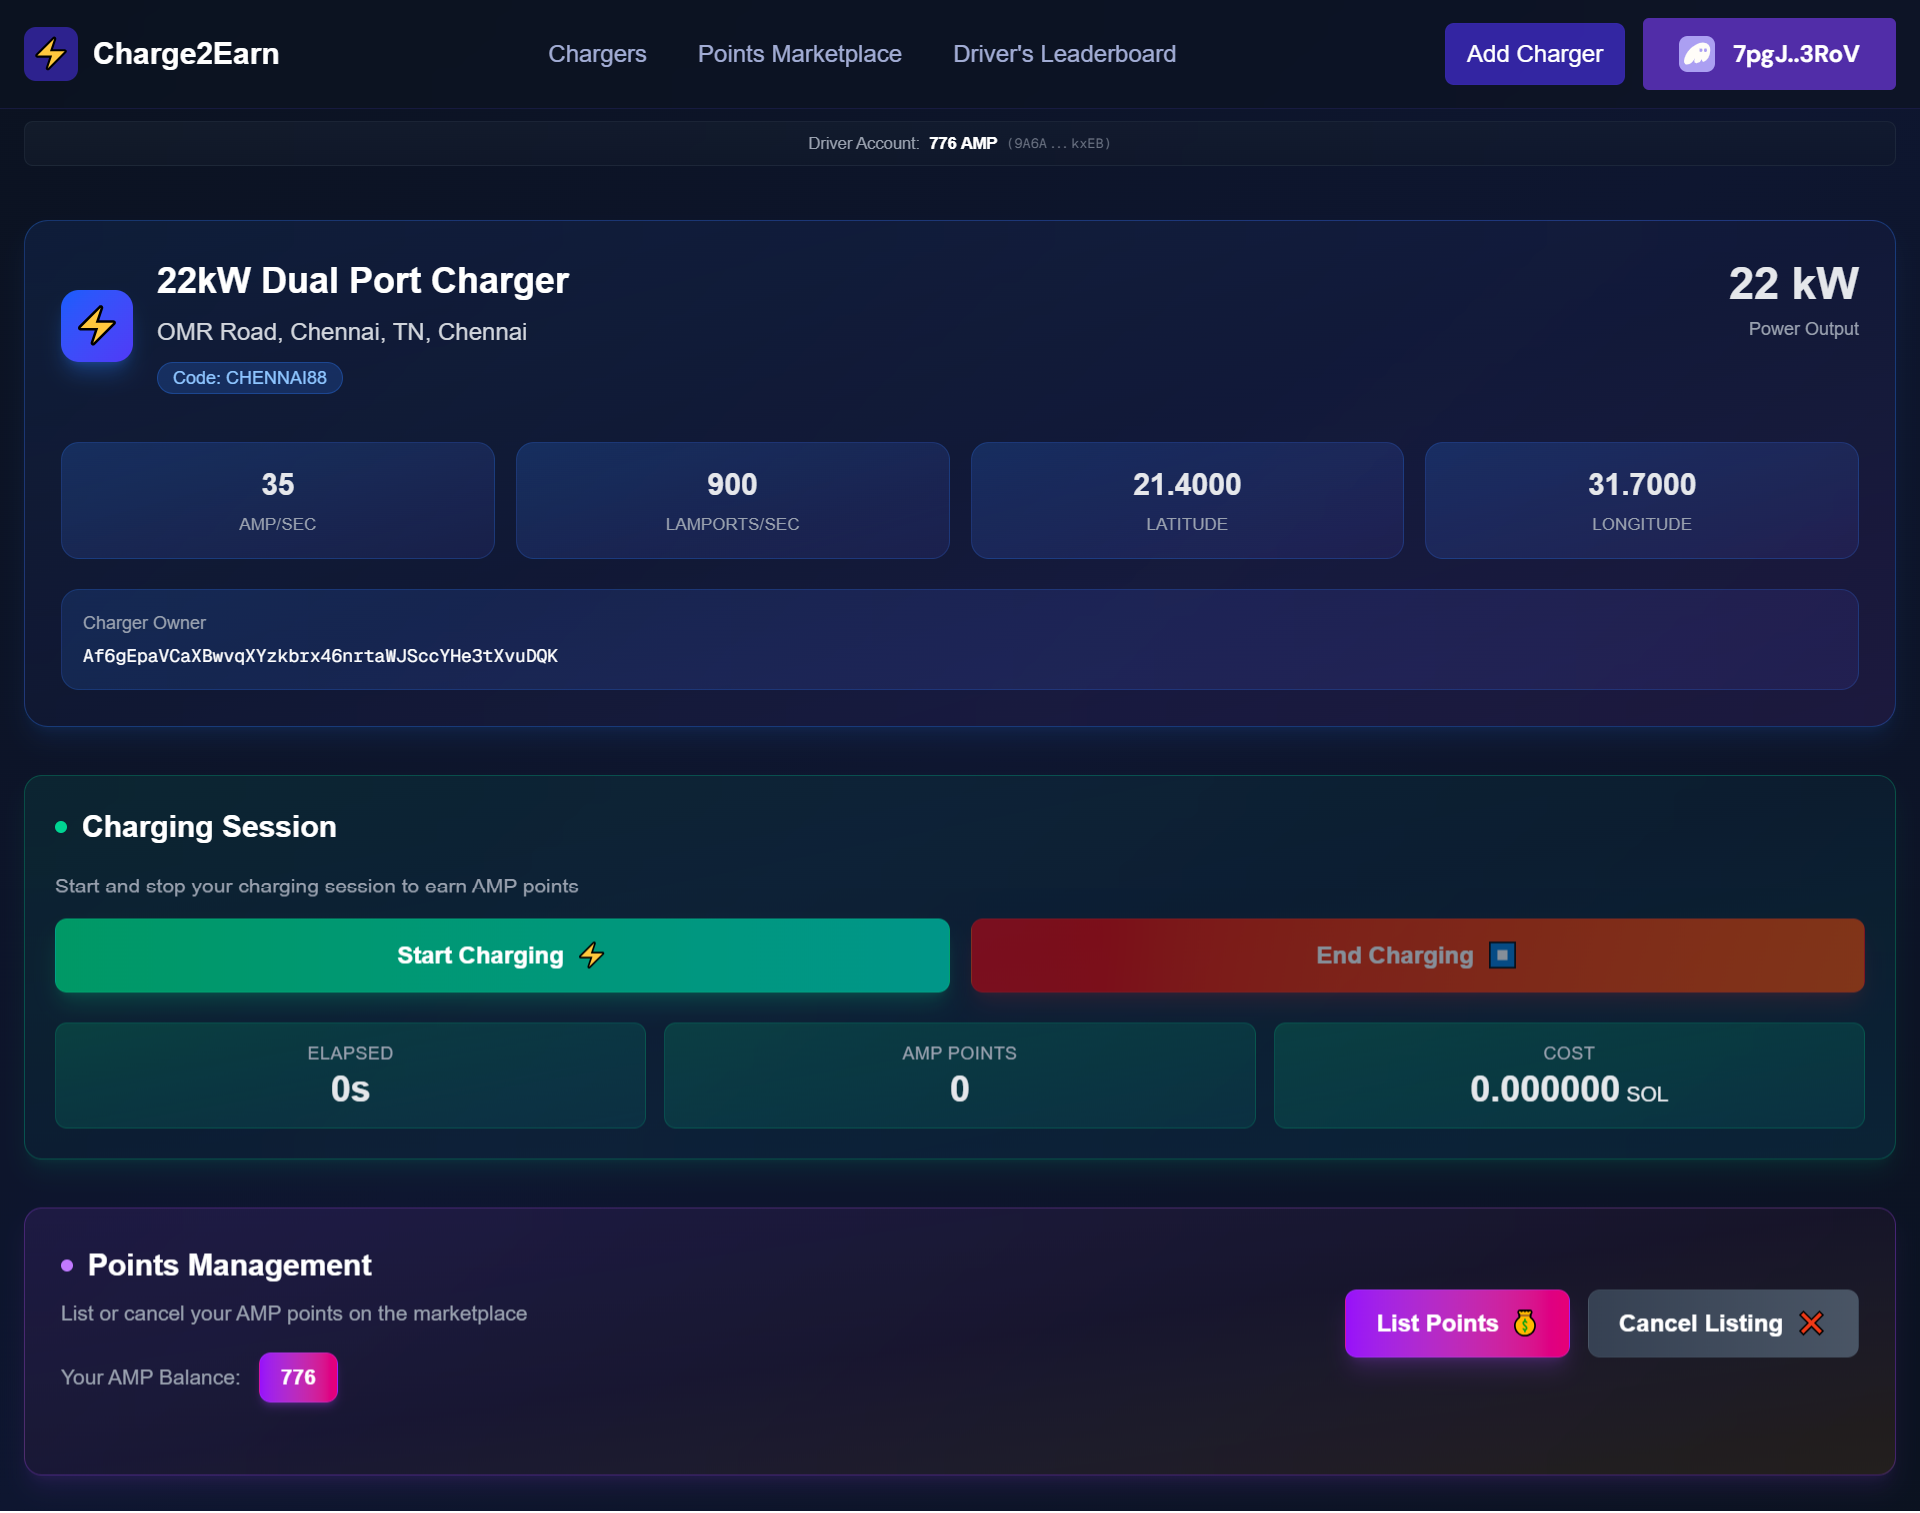 Charge2Earn
Chargers
Points Marketplace
Driver's Leaderboard
Add Charger
7pgJ..3RoV
Driver Account: 776 AMP (9A6A...kxEB)
22kW Dual Port Charger
OMR Road, Chennai, TN, Chennai
Code: CHENNAI88
22 kW
Power Output
35
AMP/SEC
900
LAMPORTS/SEC
21.4000
LATITUDE
31.7000
LONGITUDE
Charger Owner
Af6gEpaVCaXBwvqXYzkbrx46nrtaWJSccYHe3tXvuDQK
Charging Session
Start and stop your charging session to earn AMP points
Start Charging
End Charging
ELAPSED
0s
AMP POINTS
0
COST
0.000000 SOL
Points Management
List or cancel your AMP points on the marketplace
Your AMP Balance: 776
List Points
Cancel Listing